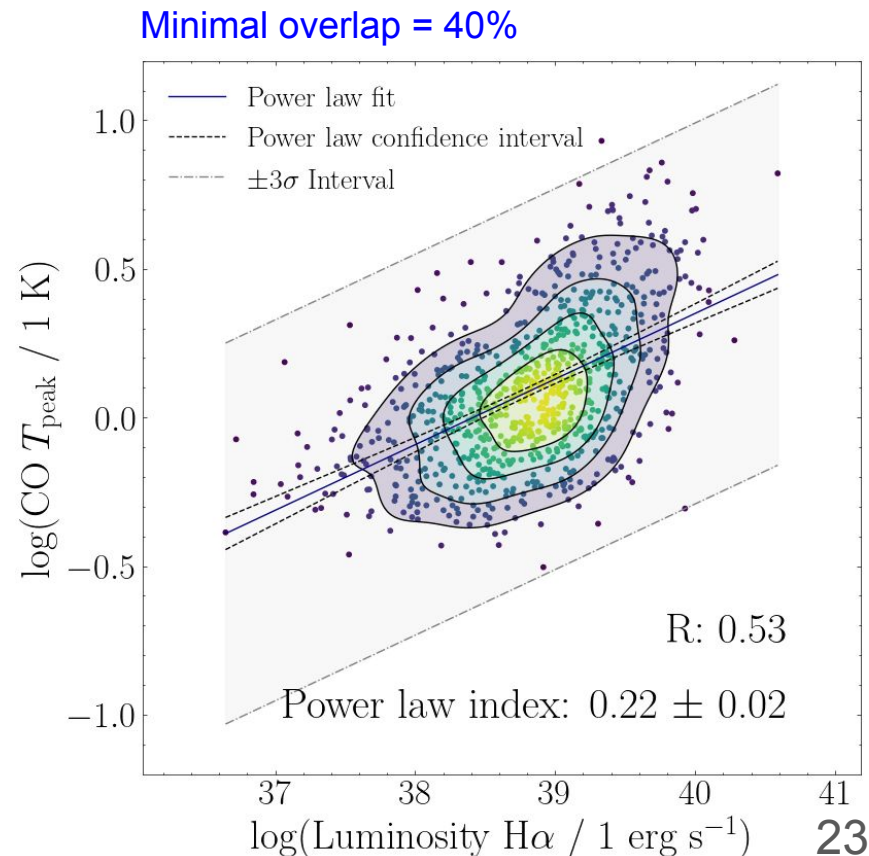 Minimal overlap = 40%
Power law fit
Power law confidence interval
±3σ Interval
1.0
0.5
0.0
−0.5
−1.0
log(CO T_peak / 1 K)
R: 0.53
Power law index: 0.22 ± 0.02
37 38 39 40 41
log(Luminosity Hα / 1 erg s⁻¹)
23